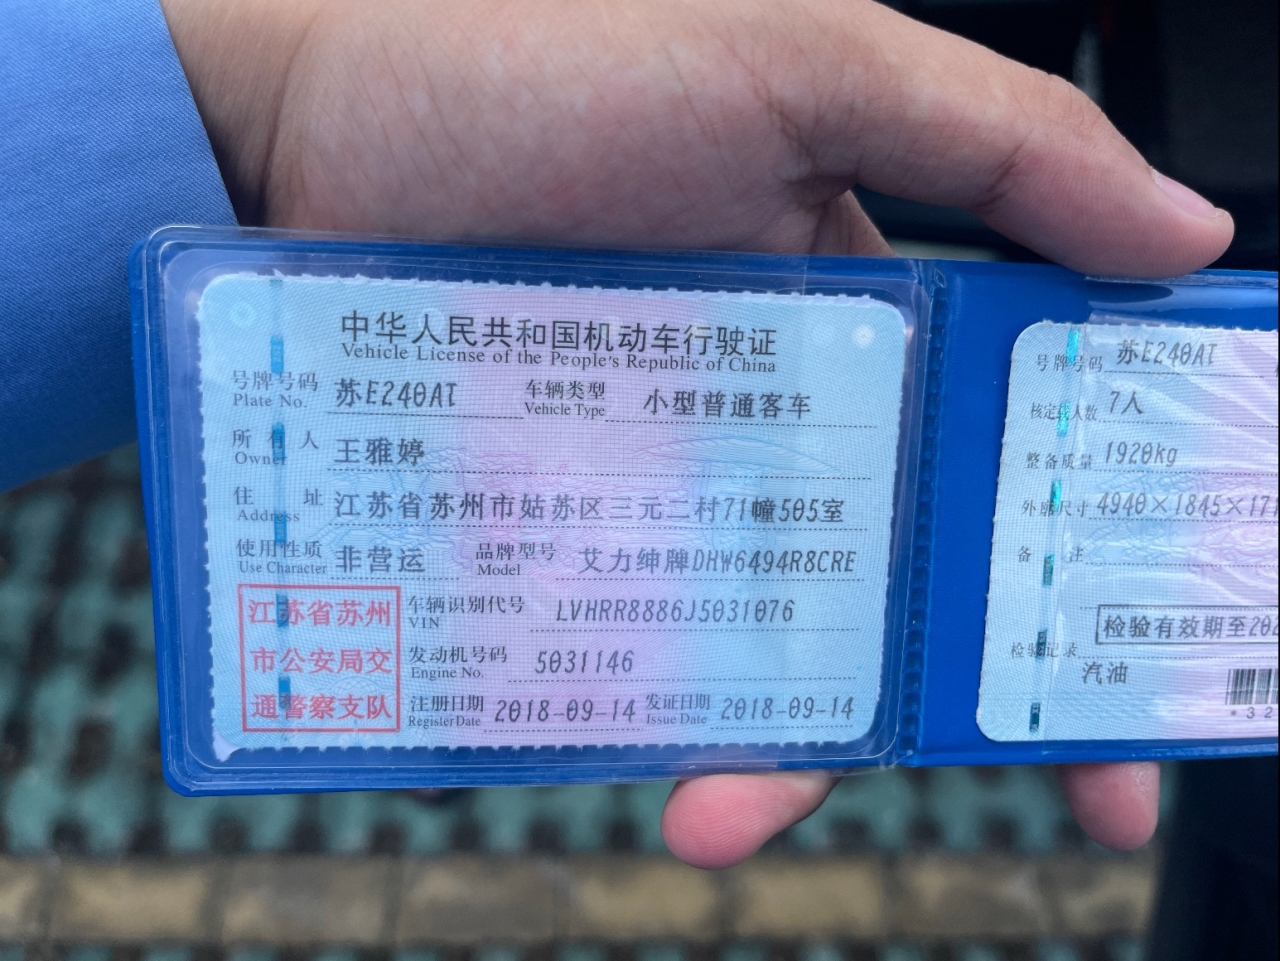 中华人民共和国机动车行驶证
Vehicle License of the People's Republic of China
号牌号码 苏E240AT 车辆类型 小型普通客车
Plate No. Vehicle Type
所有人 王雅婷
Owner
住址 江苏省苏州市姑苏区三元二村71幢505室
Address
使用性质 非营运 品牌型号 艾力绅牌DHW6494R8CRE
Use Character Model
江苏省苏州
市公安局交
通警察支队
车辆识别代号 LVHRR8886J5031076
VIN
发动机号码 5031146
Engine No.
注册日期 2018-09-14 发证日期 2018-09-14
Register Date Issue Date
号牌号码 苏E240AT
核定载人数 7人
整备质量 1920kg
外廓尺寸 4940×1845×17
备注
检验有效期至202
检验记录
汽油
*32